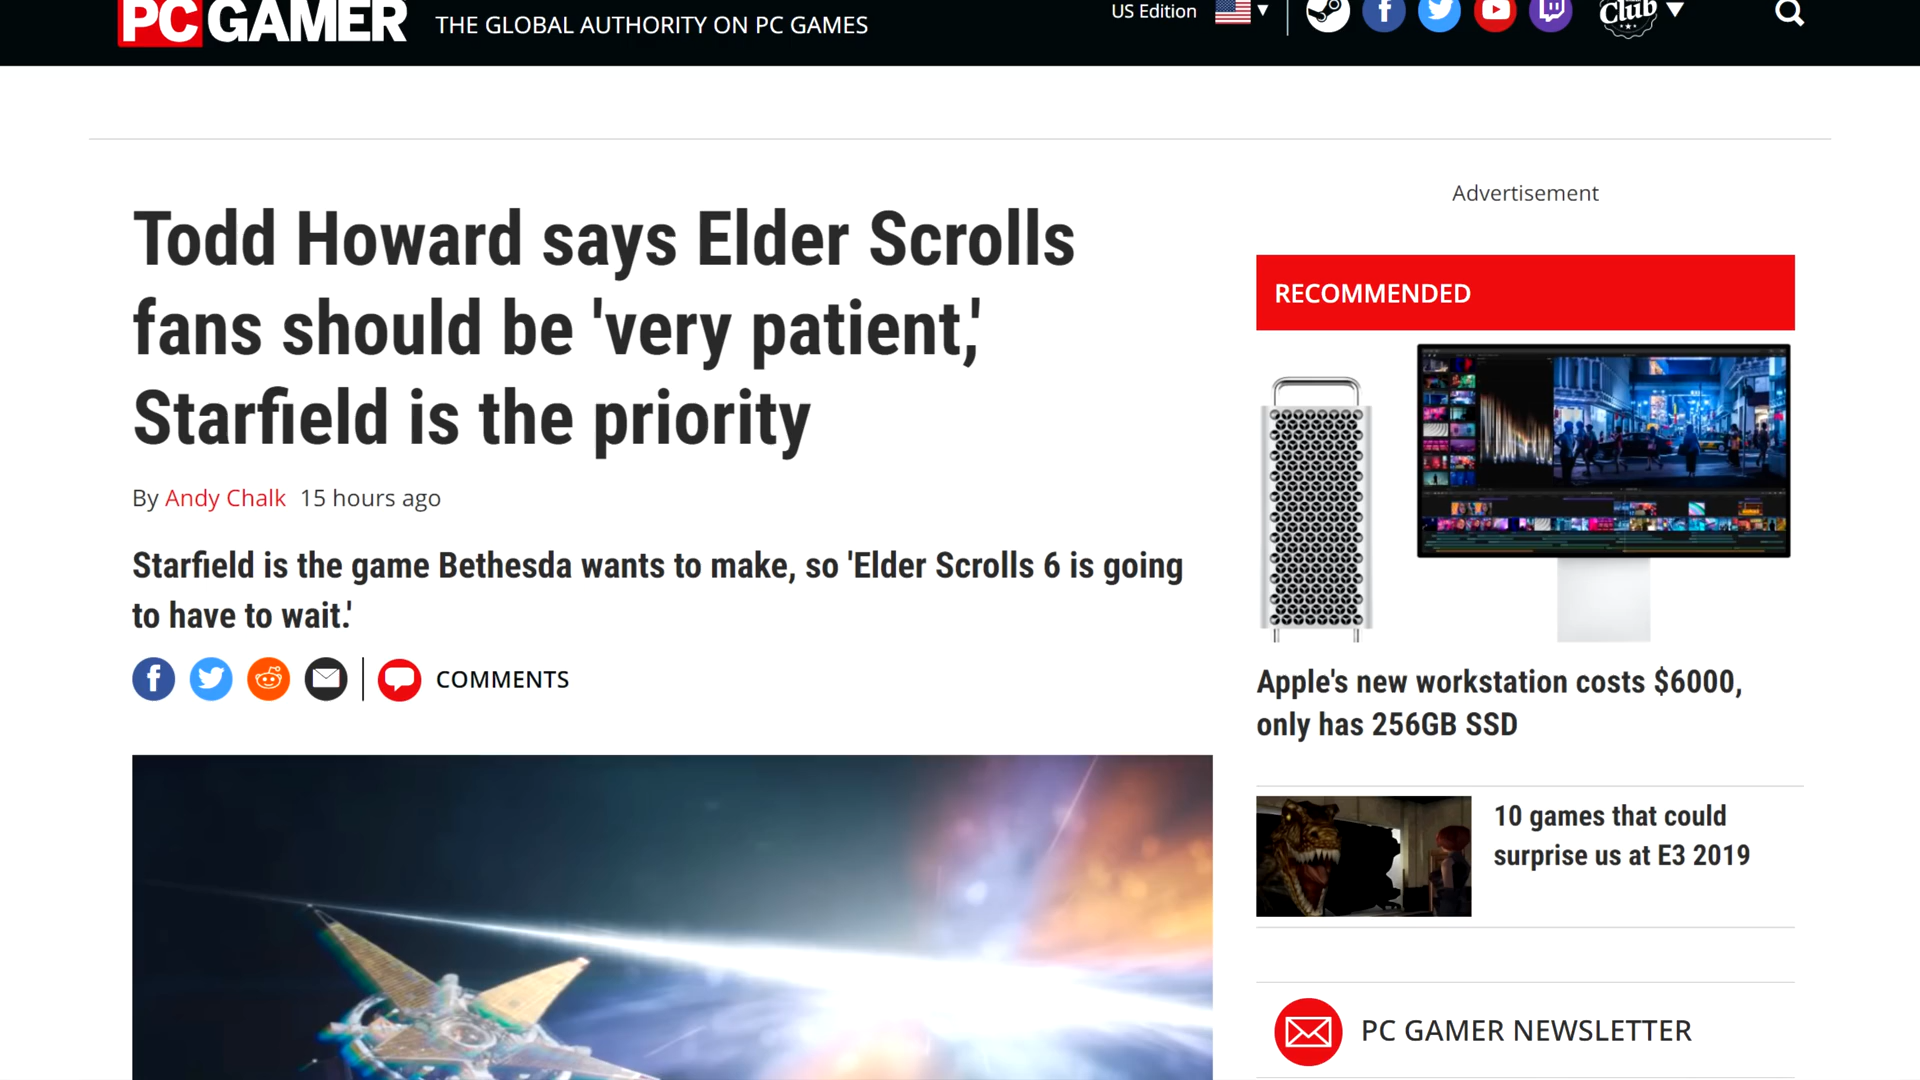 PC GAMER
THE GLOBAL AUTHORITY ON PC GAMES
US Edition
Club
Advertisement
Todd Howard says Elder Scrolls
fans should be 'very patient,'
Starfield is the priority
By Andy Chalk 15 hours ago
Starfield is the game Bethesda wants to make, so 'Elder Scrolls 6 is going
to have to wait.'
COMMENTS
RECOMMENDED
Apple's new workstation costs $6000,
only has 256GB SSD
10 games that could
surprise us at E3 2019
PC GAMER NEWSLETTER